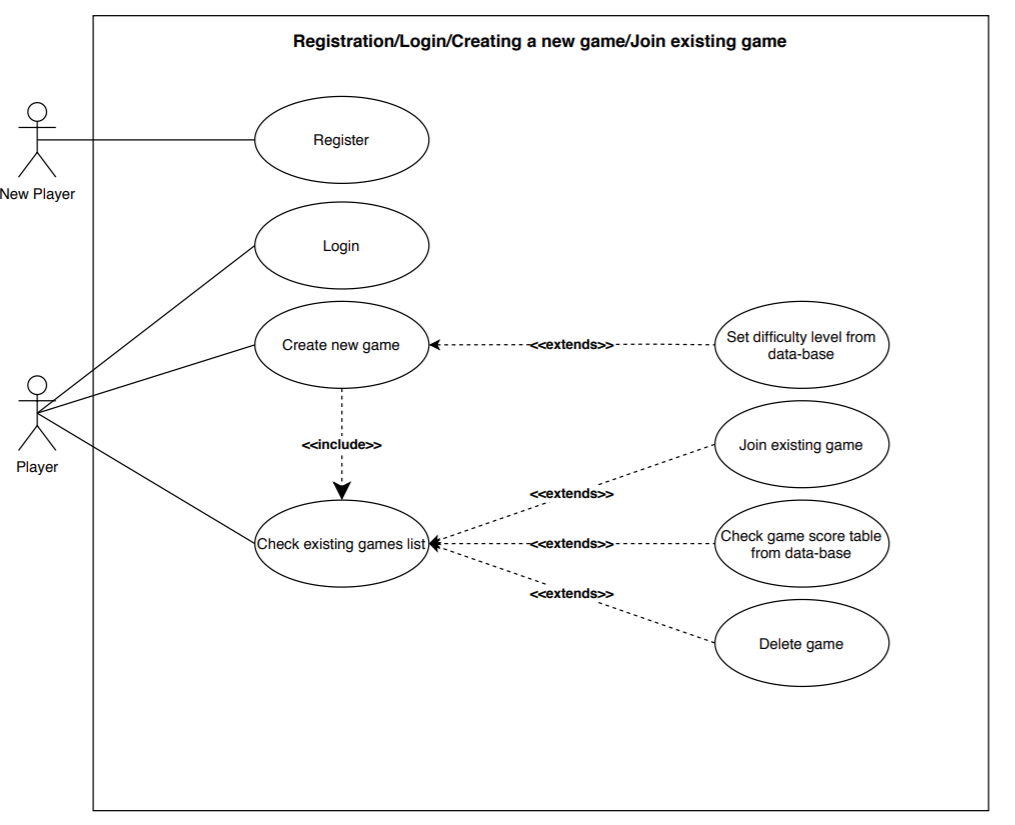 Registration/Login/Creating a new game/Join existing game
Register
New Player
Login
Create new game
<<extends>>
Set difficulty level from
data-base
Player
<<include>>
Join existing game
<<extends>>
Check existing games list
<<extends>>
Check game score table
from data-base
<<extends>>
Delete game